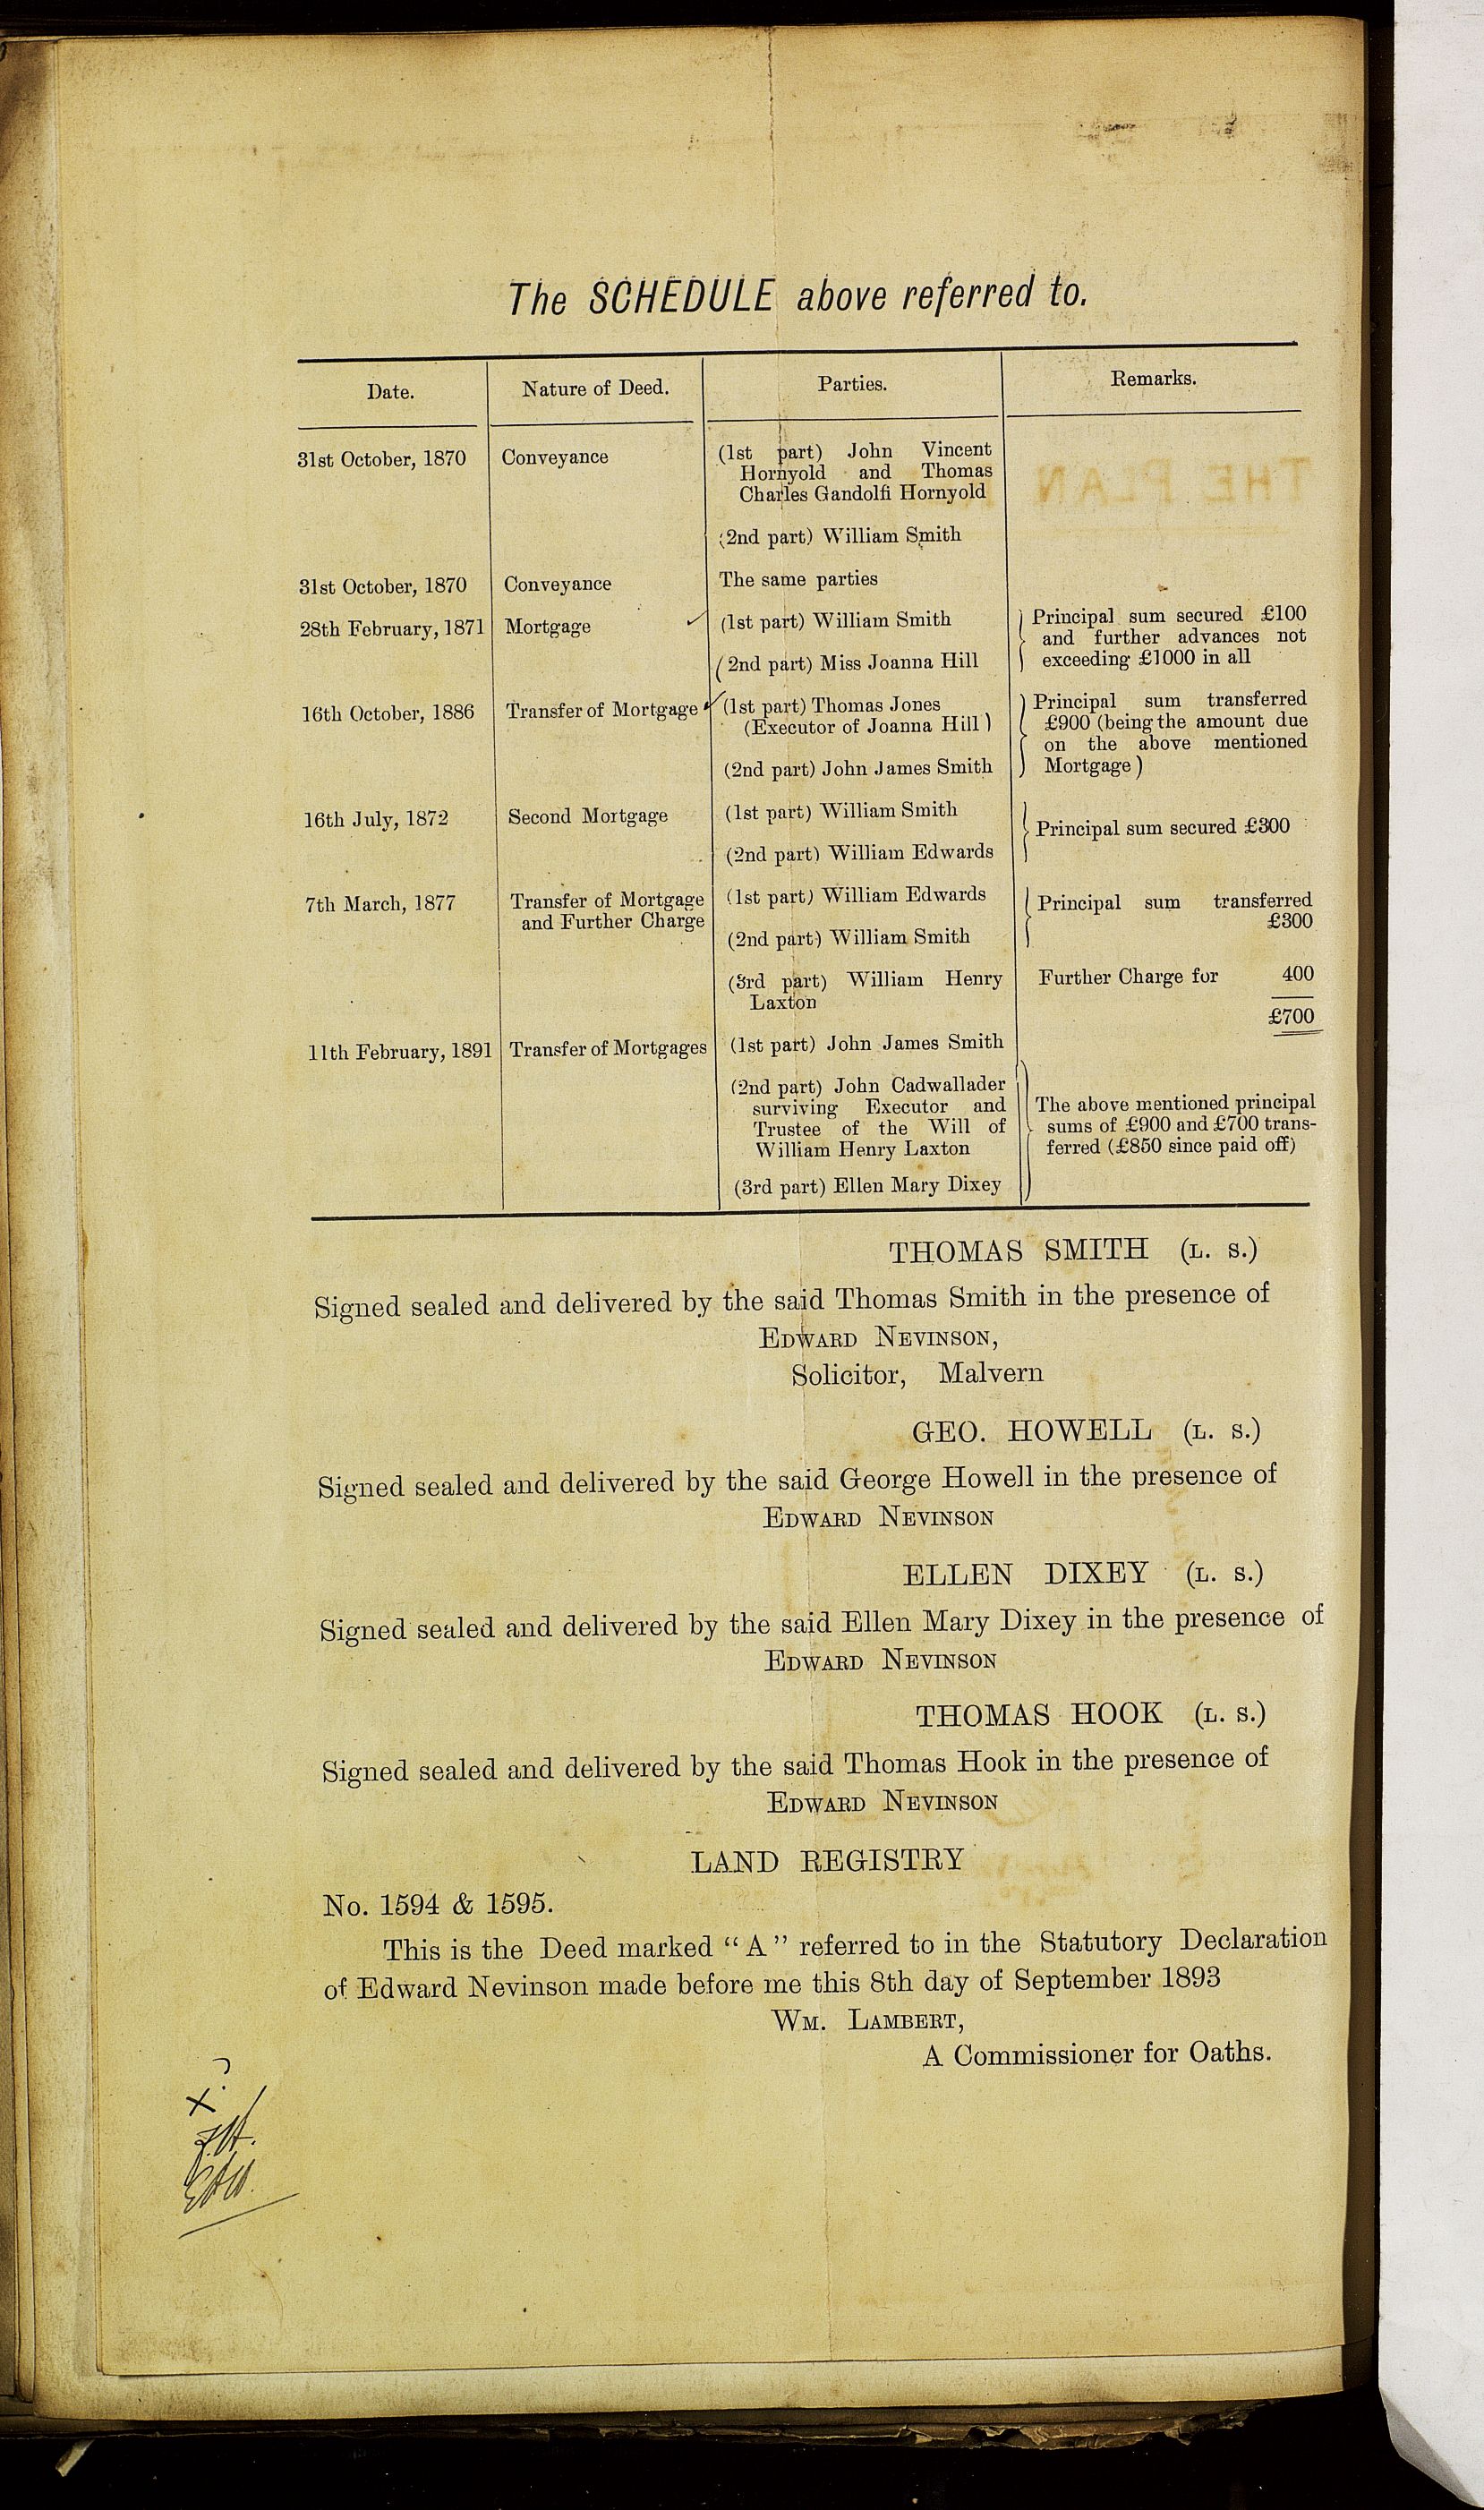 The SCHEDULE above referred to.
Date. Nature of Deed. Parties. Remarks.
31st October, 1870 Conveyance (1st part) John Vincent
Hornyold and Thomas
Charles Gandolfi Hornyold
(2nd part) William Smith
THE PLAN
31st October, 1870 Conveyance The same parties
28th February, 1871 Mortgage (1st part) William Smith Principal sum secured £100
and further advances not
(2nd part) Miss Joanna Hill exceeding £1000 in all
16th October, 1886 Transfer of Mortgage (1st part) Thomas Jones Principal sum transferred
(Executor of Joanna Hill) £900 (being the amount due
on the above mentioned
(2nd part) John James Smith Mortgage)
16th July, 1872 Second Mortgage (1st part) William Smith
Principal sum secured £300
(2nd part) William Edwards
7th March, 1877 Transfer of Mortgage (1st part) William Edwards Principal sum transferred
and Further Charge £300
(2nd part) William Smith
(3rd part) William Henry Further Charge for 400
Laxton
£700
11th February, 1891 Transfer of Mortgages (1st part) John James Smith
(2nd part) John Cadwallader
surviving Executor and The above mentioned principal
Trustee of the Will of sums of £900 and £700 trans-
William Henry Laxton ferred (£850 since paid off)
(3rd part) Ellen Mary Dixey
THOMAS SMITH (L. S.)
Signed sealed and delivered by the said Thomas Smith in the presence of
EDWARD NEVINSON,
Solicitor, Malvern
GEO. HOWELL (L. S.)
Signed sealed and delivered by the said George Howell in the presence of
EDWARD NEVINSON
ELLEN DIXEY (L. S.)
Signed sealed and delivered by the said Ellen Mary Dixey in the presence of
EDWARD NEVINSON
THOMAS HOOK (L. S.)
Signed sealed and delivered by the said Thomas Hook in the presence of
EDWARD NEVINSON
LAND REGISTRY
No. 1594 & 1595.
This is the Deed marked "A" referred to in the Statutory Declaration
of Edward Nevinson made before me this 8th day of September 1893
WM. LAMBERT,
A Commissioner for Oaths.